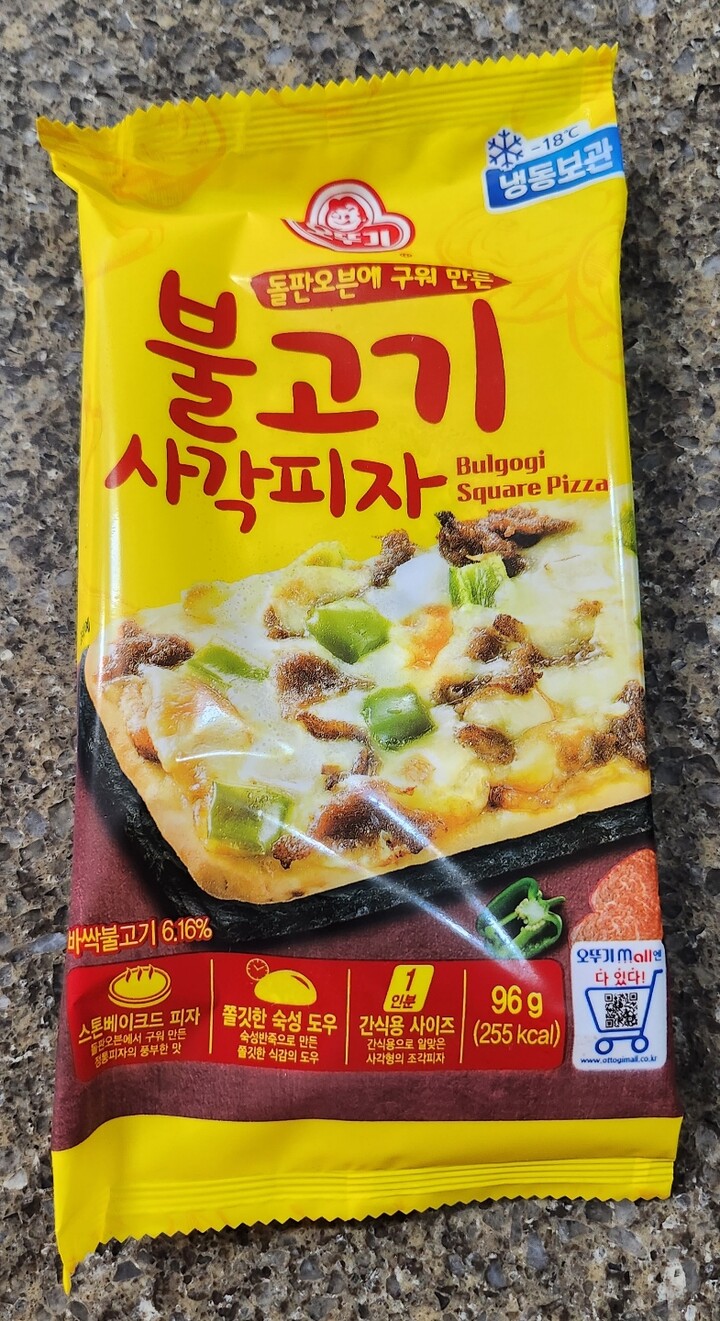 -18℃
냉동보관
오뚜기
돌판오븐에 구워 만든
불고기
사각피자
Bulgogi
Square Pizza
바싹불고기 6.16%
스톤베이크드 피자
돌판오븐에서 구워 만든
정통피자의 풍부한 맛
쫄깃한 숙성 도우
숙성반죽으로 만든
쫄깃한 식감의 도우
1
인분
간식용 사이즈
간식용으로 알맞은
사각형의 조각피자
96 g
(255 kcal)
오뚜기 mall엔
다 있다!
www.ottogimall.co.kr